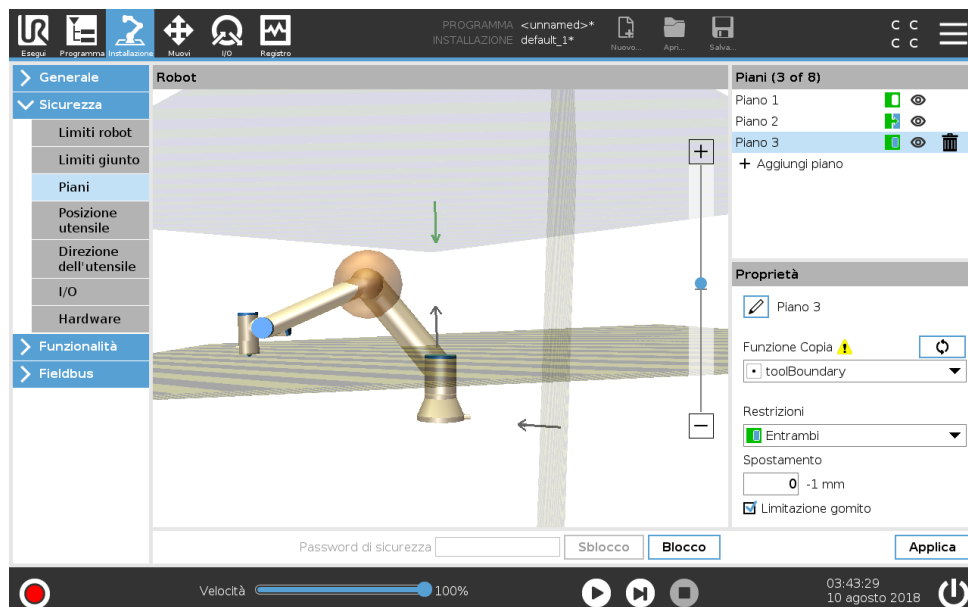 PROGRAMMA <unnamed>*
INSTALLAZIONE default_1*
C C
C C
Esegui
Programma
Installazione
Muovi
I/O
Registro
Nuovo...
Apri...
Salva...
Generale
Sicurezza
Limiti robot
Limiti giunto
Piani
Posizione
utensile
Direzione
dell'utensile
I/O
Hardware
Funzionalità
Fieldbus
Robot
Piani (3 of 8)
Piano 1
Piano 2
Piano 3
+ Aggiungi piano
Proprietà
Piano 3
Funzione Copia
toolBoundary
Restrizioni
Entrambi
Spostamento
0 -1 mm
Limitazione gomito
Password di sicurezza
Sblocco
Blocco
Applica
Velocità
100%
03:43:29
10 agosto 2018